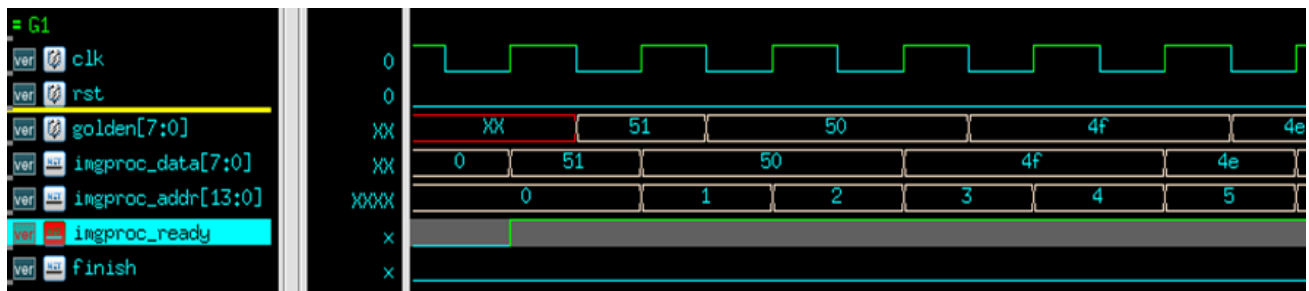 = G1
ver clk 0
ver rst 0
ver golden[7:0] XX XX 51 50 4f 4e
ver imgproc_data[7:0] XX 0 51 50 4f 4e
ver imgproc_addr[13:0] XXXX 0 1 2 3 4 5
ver imgproc_ready x
ver NET finish x